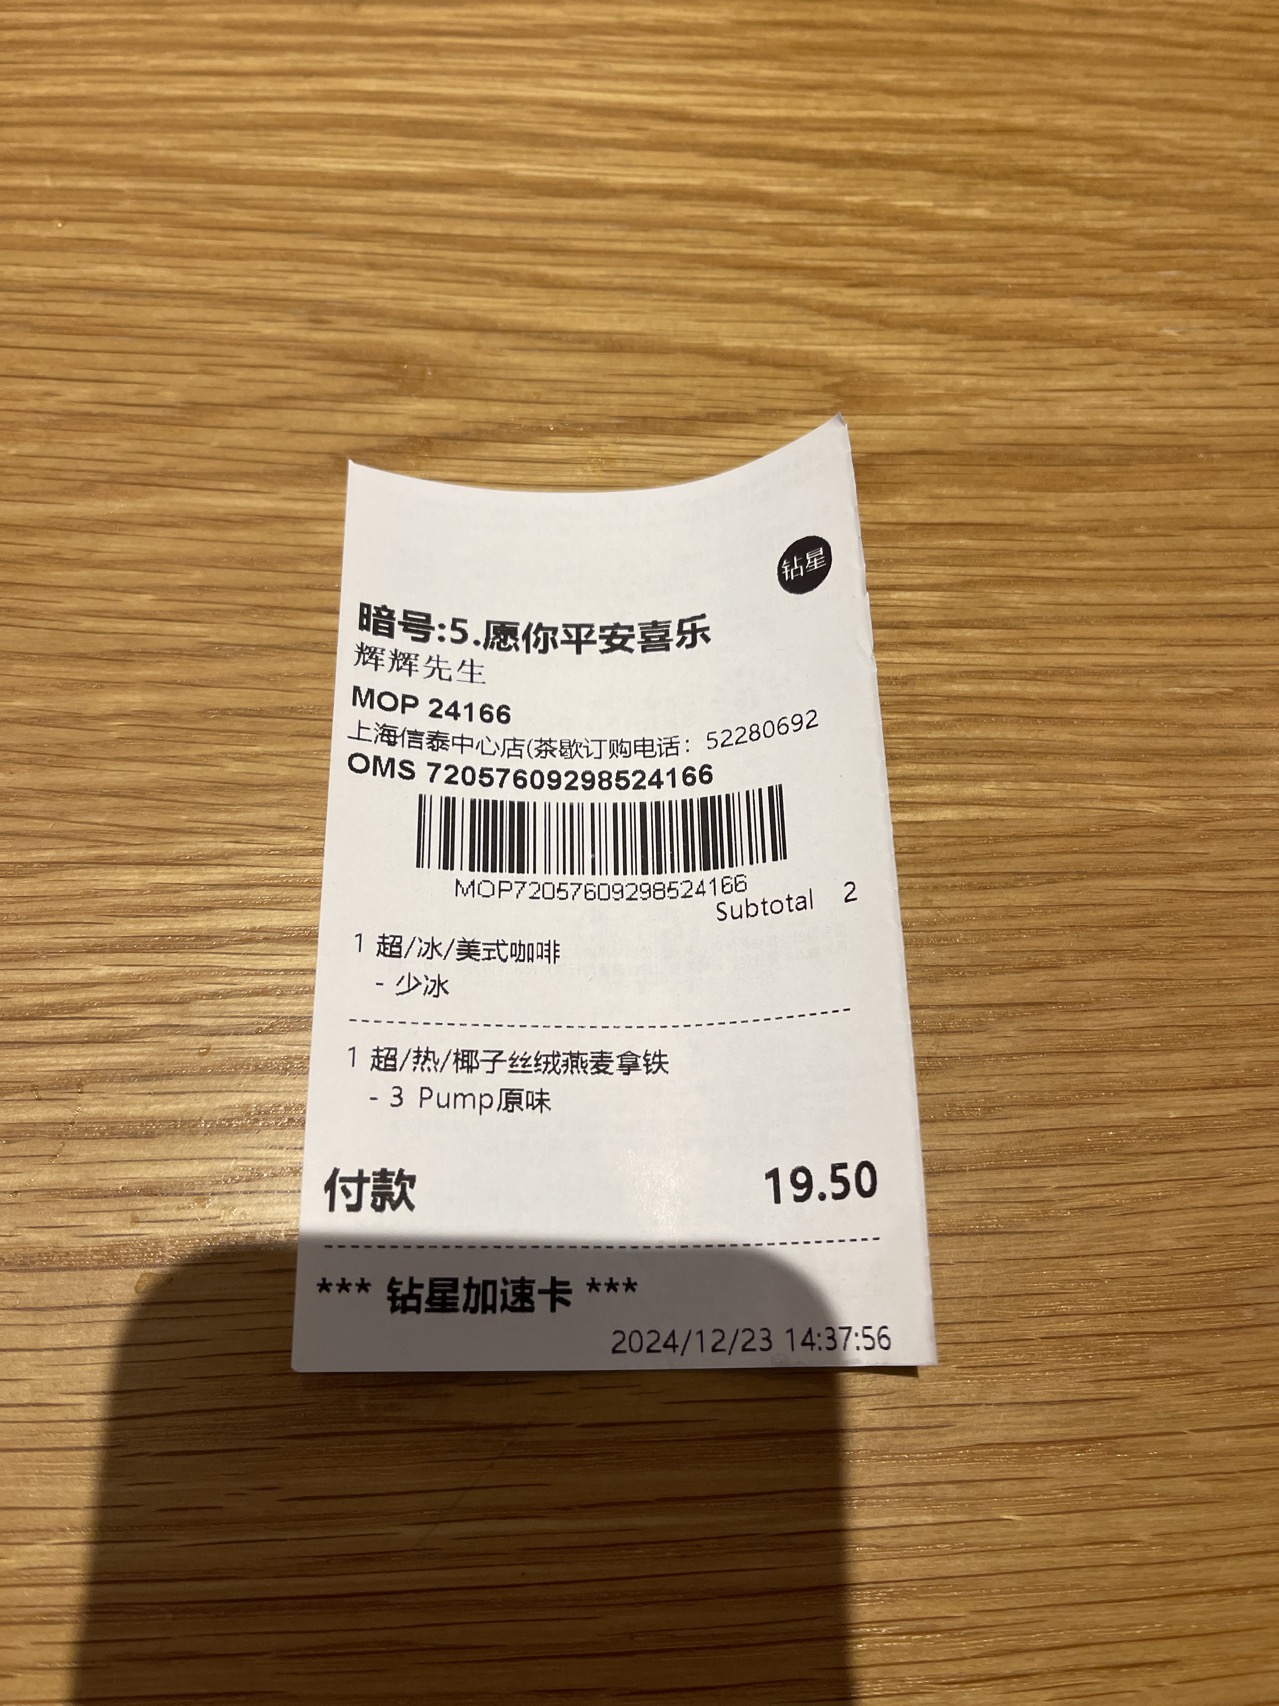 钻星
暗号:5.愿你平安喜乐
辉辉先生
MOP 24166
上海信泰中心店(茶歇订购电话：52280692
OMS 72057609298524166
MOP72057609298524166
Subtotal 2
1 超/冰/美式咖啡
- 少冰
1 超/热/椰子丝绒燕麦拿铁
- 3 Pump原味
付款 19.50
*** 钻星加速卡 ***
2024/12/23 14:37:56